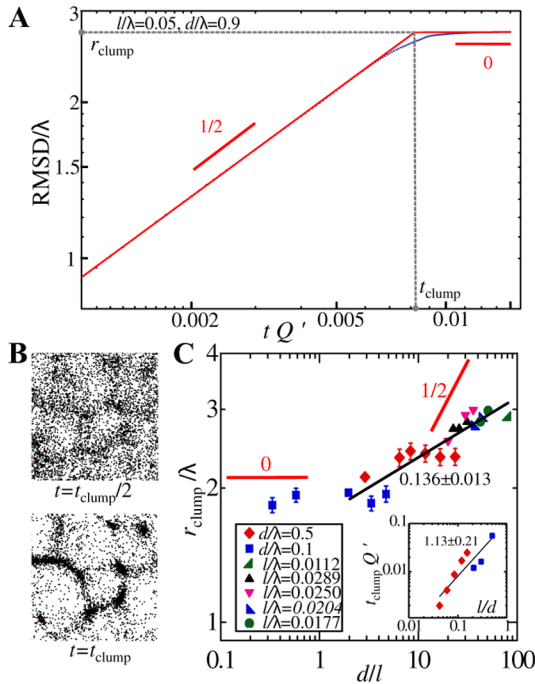 A
3
l/λ=0.05, d/λ=0.9
r_clump
0
2
1/2
RMSD/λ
1.5
1
t_clump
0.002
0.005
0.01
t Q '
B
C
4
1/2
3
0
0.136±0.013
r_clump/λ
2
t=t_clump/2
d/λ=0.5
d/λ=0.1
l/λ=0.0112
l/λ=0.0289
l/λ=0.0250
l/λ=0.0204
l/λ=0.0177
0.1
1.13±0.21
t_clump Q '
0.01
l/d
0.1
1
1
t=t_clump
0.1
1
10
100
d/l